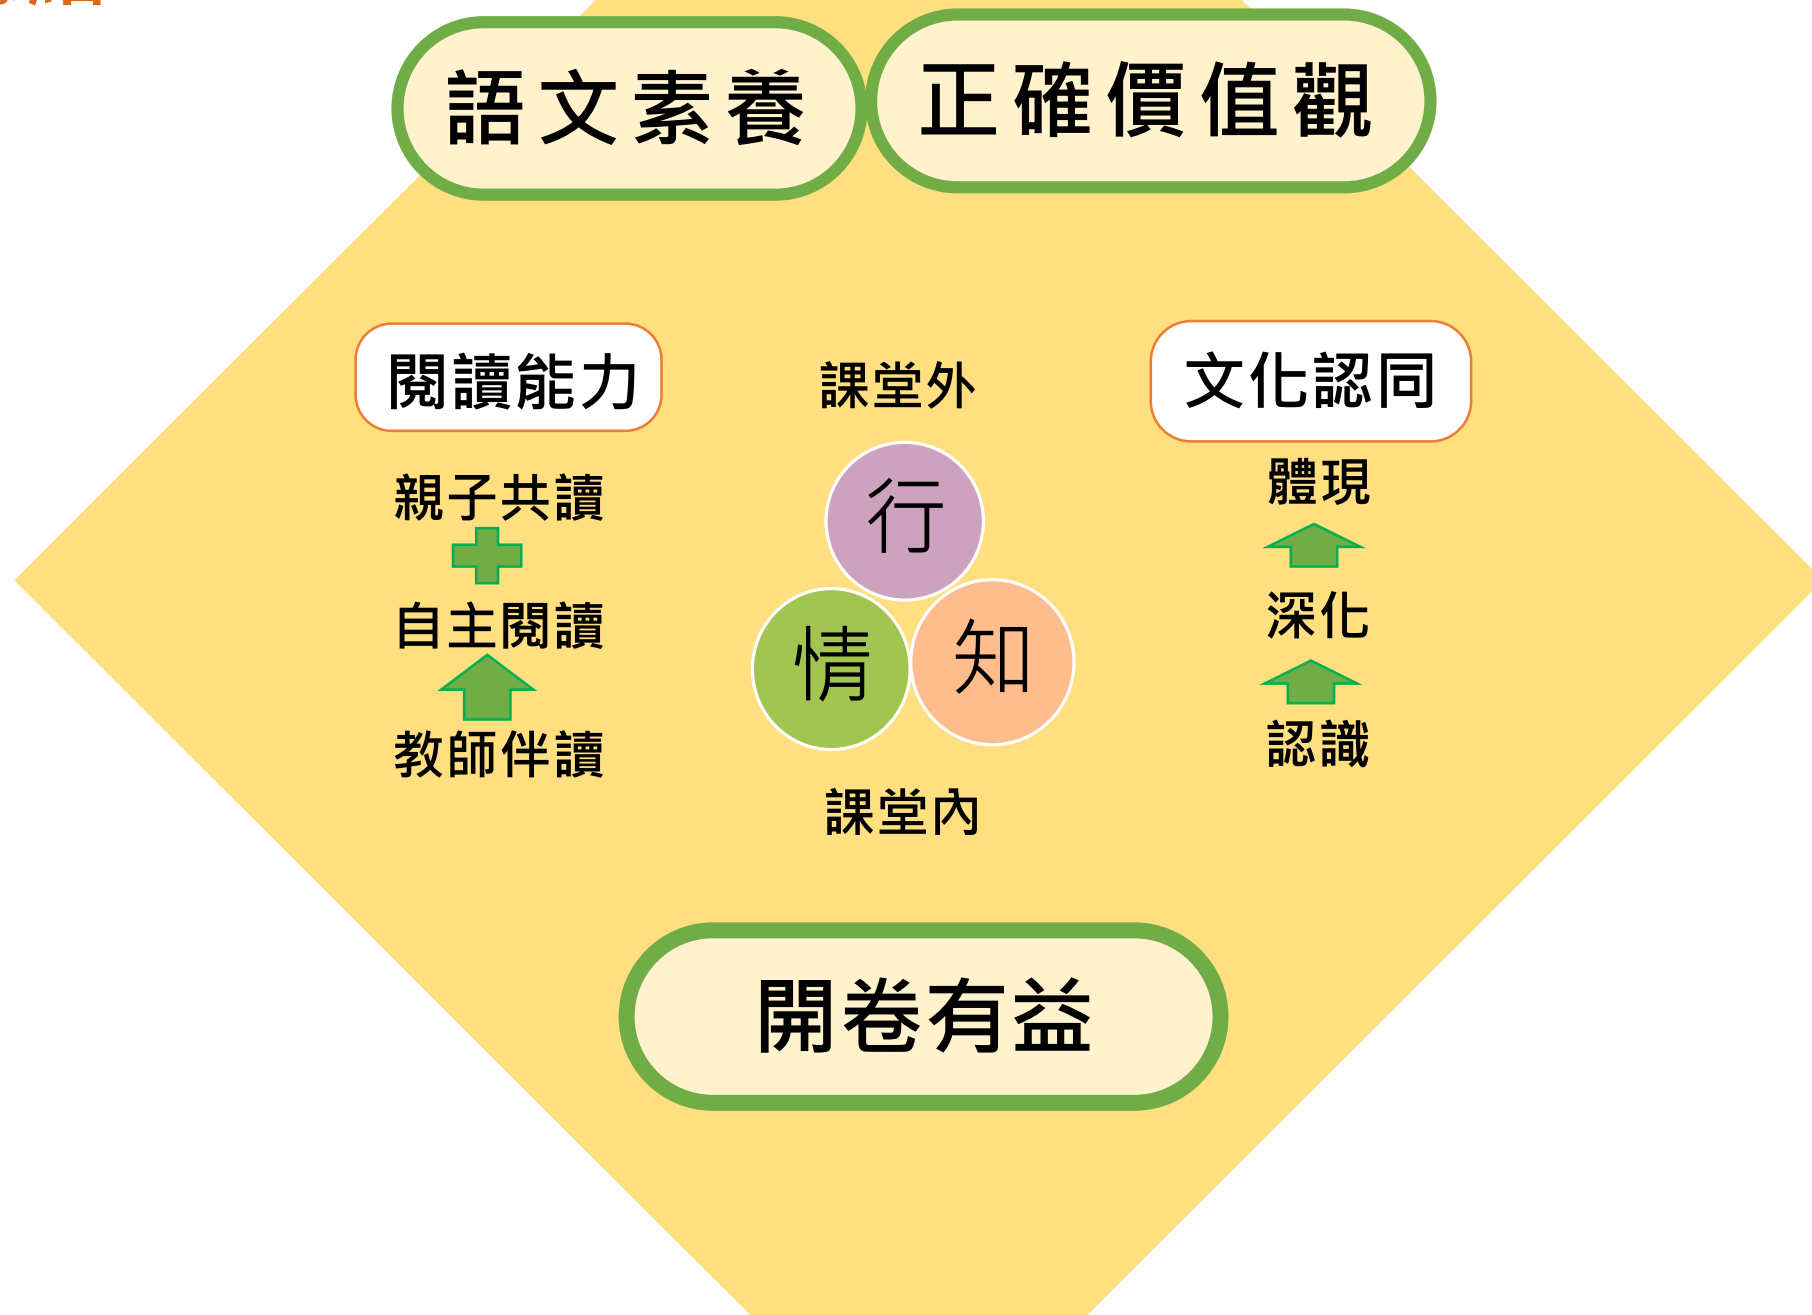 語文素養
正確價值觀
閱讀能力
親子共讀
自主閱讀
教師伴讀
課堂外
行
情
知
課堂內
文化認同
體現
深化
認識
開卷有益